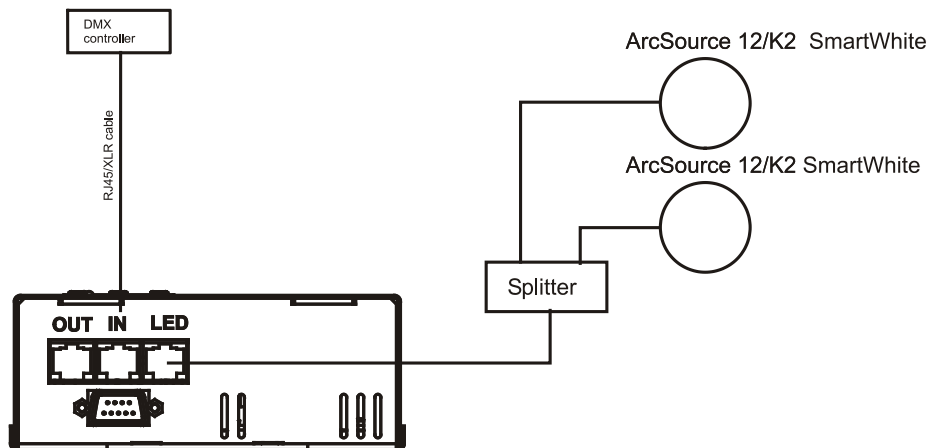 DMX
controller
ArcSource 12/K2 SmartWhite
RJ45/XLR cable
ArcSource 12/K2 SmartWhite
Splitter
OUT IN LED